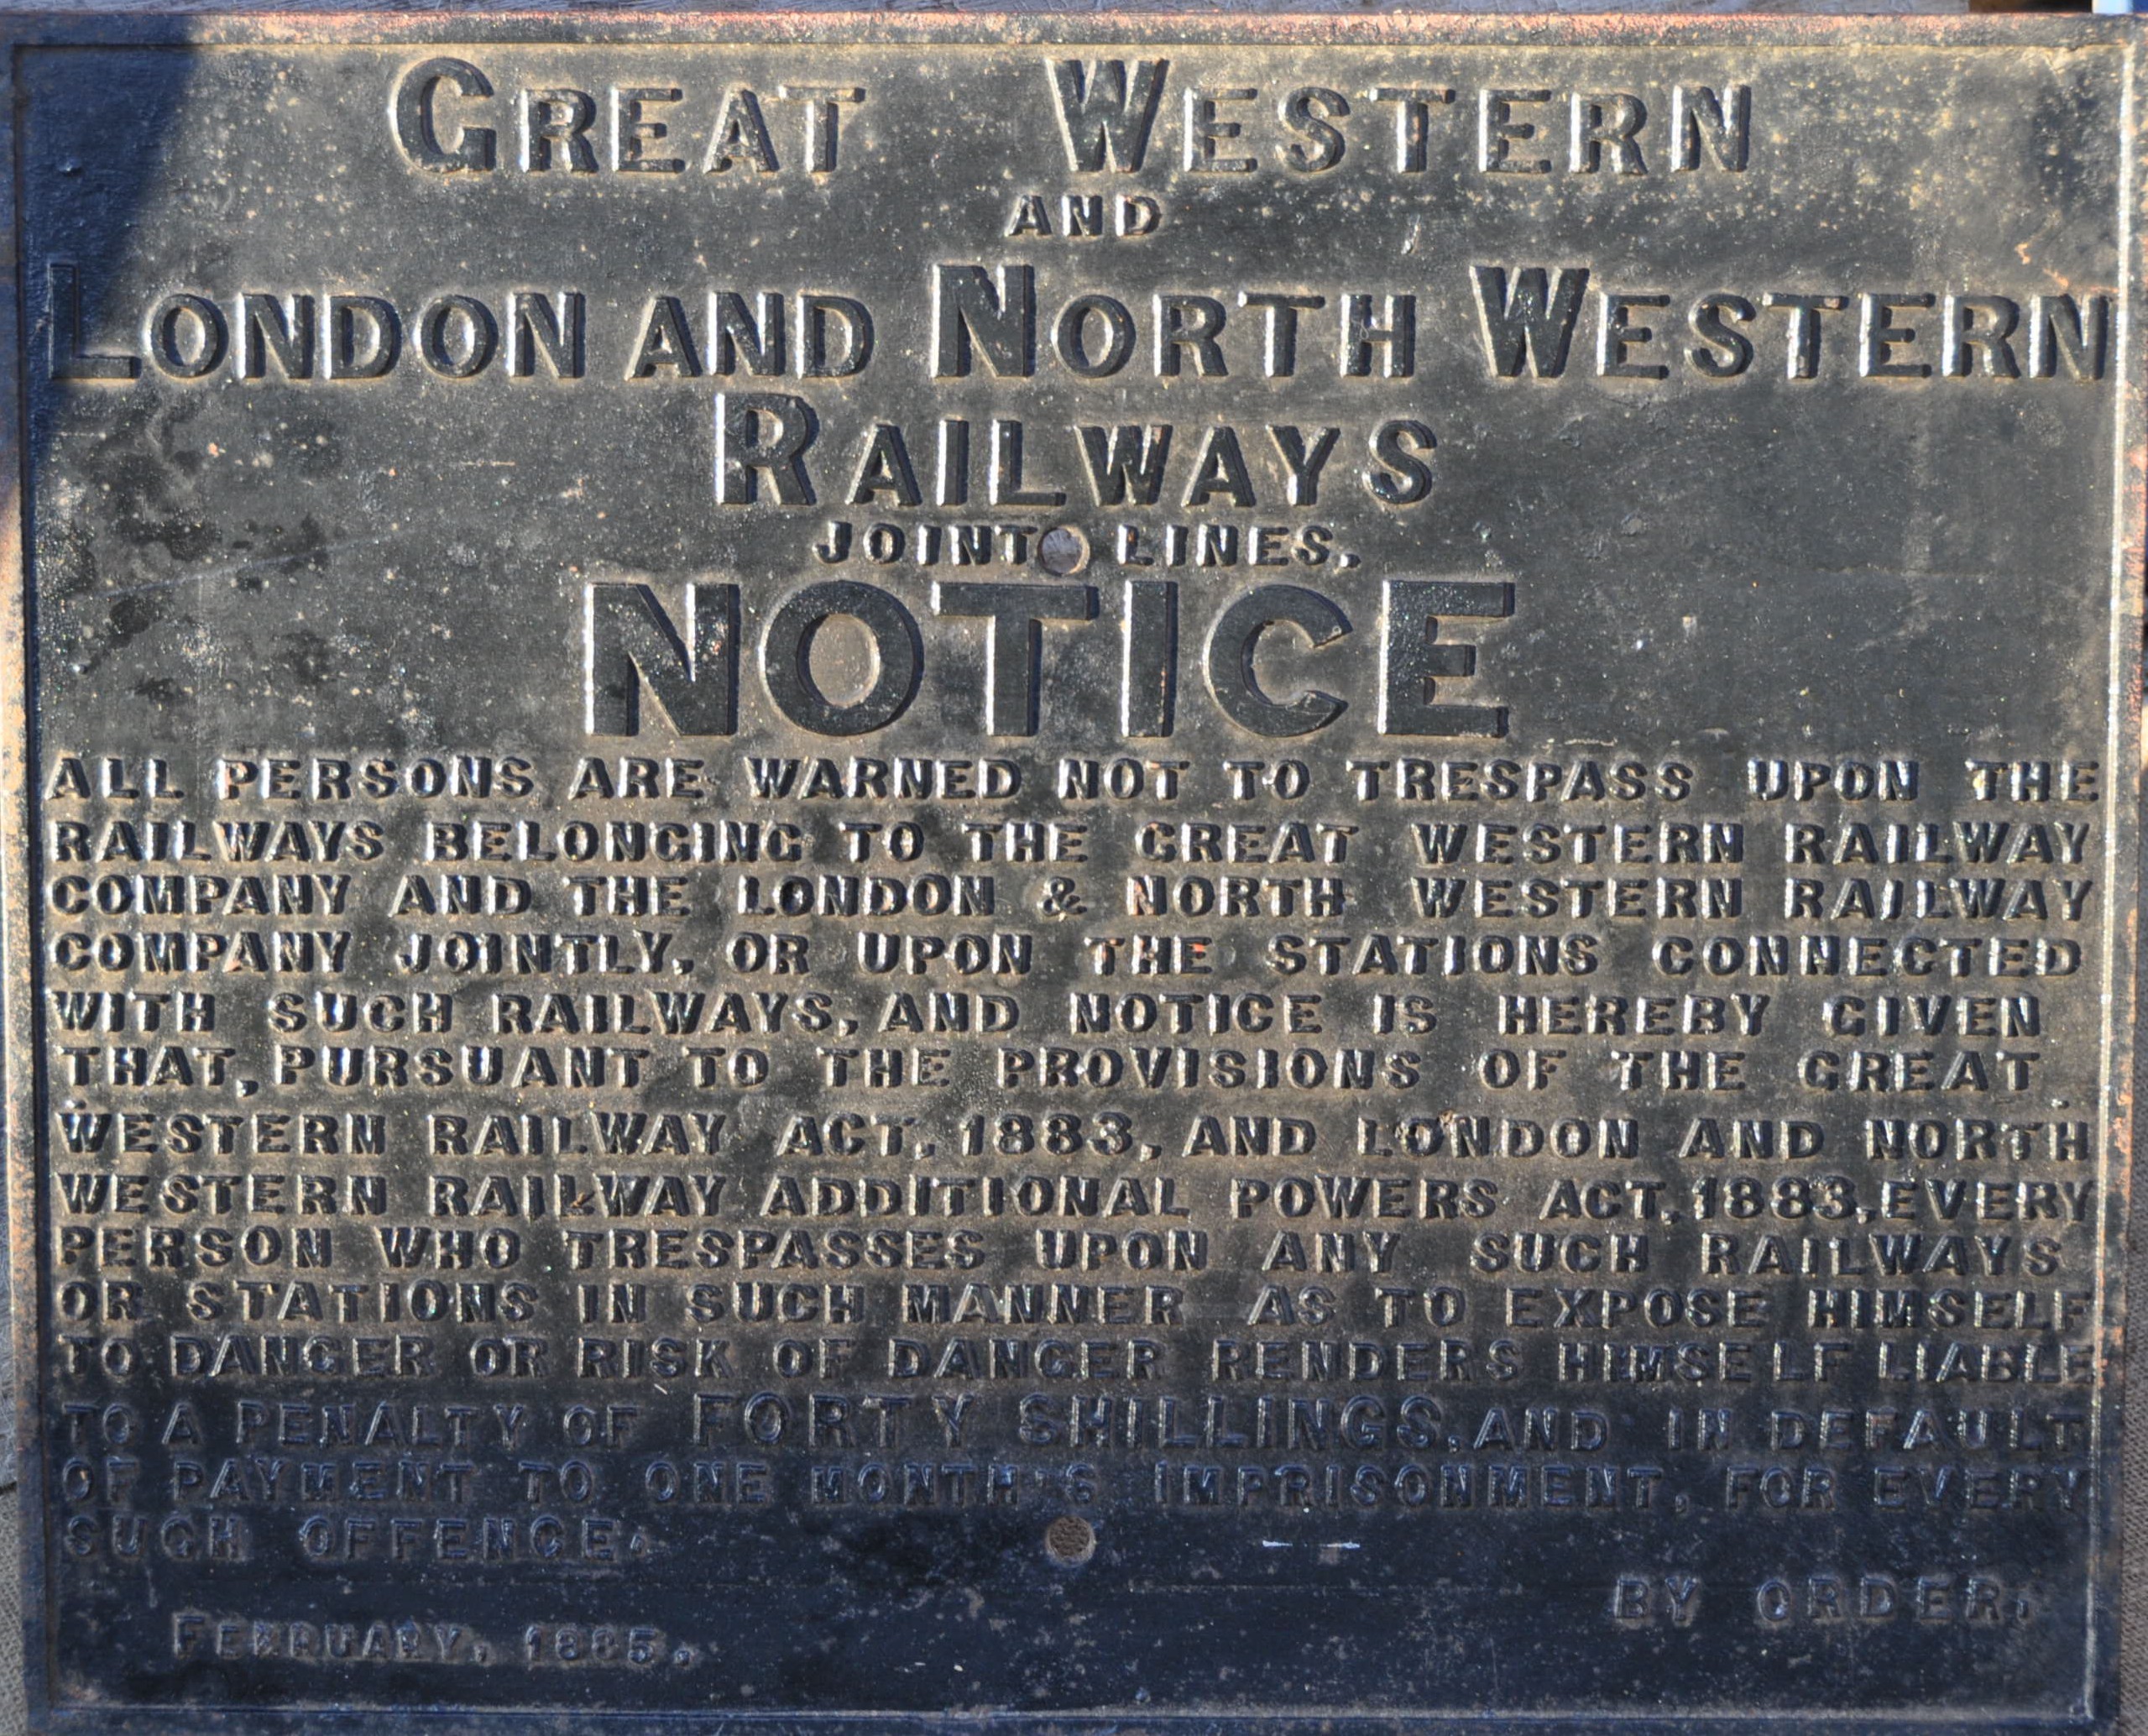 GREAT WESTERN
AND
LONDON AND NORTH WESTERN
RAILWAYS
JOINT LINES.
NOTICE
ALL PERSONS ARE WARNED NOT TO TRESPASS UPON THE
RAILWAYS BELONGING TO THE GREAT WESTERN RAILWAY
COMPANY AND THE LONDON & NORTH WESTERN RAILWAY
COMPANY JOINTLY, OR UPON THE STATIONS CONNECTED
WITH SUCH RAILWAYS, AND NOTICE IS HEREBY GIVEN
THAT, PURSUANT TO THE PROVISIONS OF THE GREAT
WESTERN RAILWAY ACT, 1883, AND LONDON AND NORTH
WESTERN RAILWAY ADDITIONAL POWERS ACT, 1883, EVERY
PERSON WHO TRESPASSES UPON ANY SUCH RAILWAYS
OR STATIONS IN SUCH MANNER AS TO EXPOSE HIMSELF
TO DANGER OR RISK OF DANGER RENDERS HIMSELF LIABLE
TO A PENALTY OF FORTY SHILLINGS, AND IN DEFAULT
OF PAYMENT TO ONE MONTH'S IMPRISONMENT, FOR EVERY
SUCH OFFENCE.
BY ORDER.
FEBRUARY, 1885.